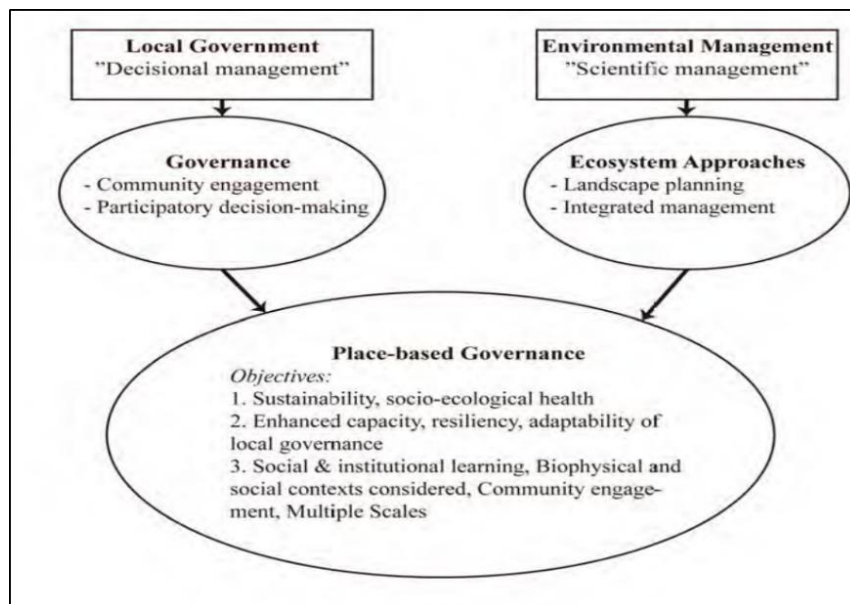 Local Government
"Decisional management"
Environmental Management
"Scientific management"
Governance
- Community engagement
- Participatory decision-making
Ecosystem Approaches
- Landscape planning
- Integrated management
Place-based Governance
Objectives:
1. Sustainability, socio-ecological health
2. Enhanced capacity, resiliency, adaptability of
local governance
3. Social & institutional learning, Biophysical and
social contexts considered, Community engage-
ment, Multiple Scales